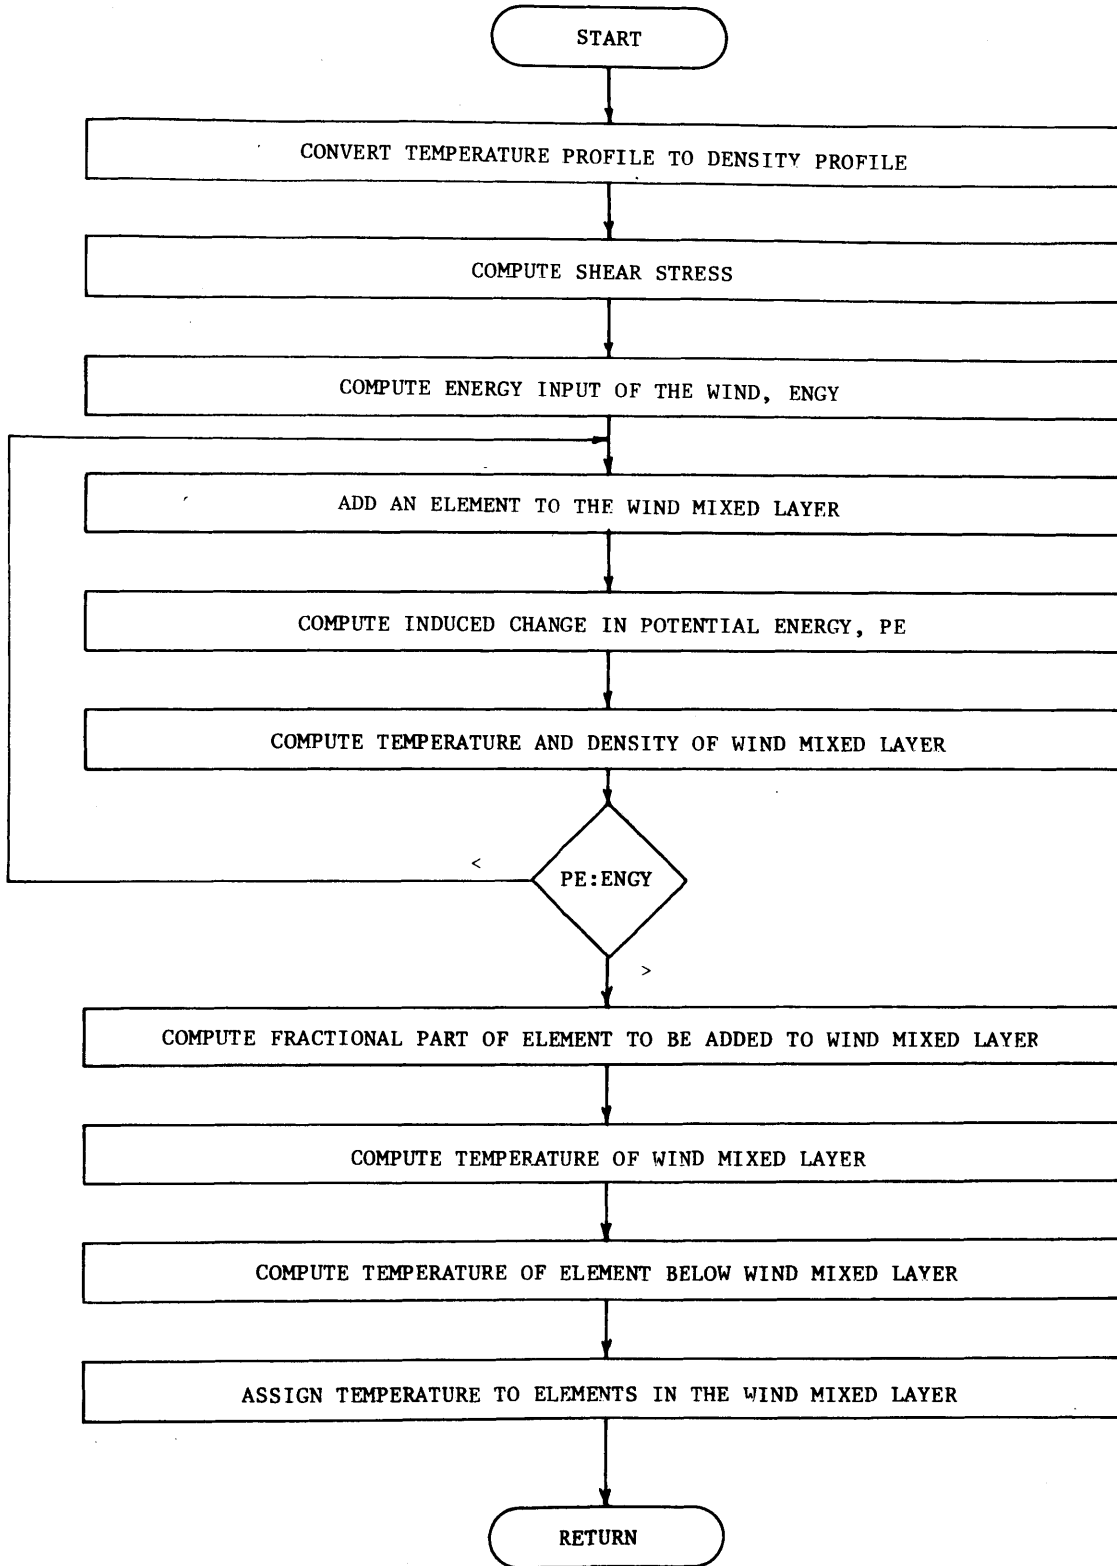 START
CONVERT TEMPERATURE PROFILE TO DENSITY PROFILE
COMPUTE SHEAR STRESS
COMPUTE ENERGY INPUT OF THE WIND, ENGY
ADD AN ELEMENT TO THE WIND MIXED LAYER
COMPUTE INDUCED CHANGE IN POTENTIAL ENERGY, PE
COMPUTE TEMPERATURE AND DENSITY OF WIND MIXED LAYER
<
PE:ENGY
>
COMPUTE FRACTIONAL PART OF ELEMENT TO BE ADDED TO WIND MIXED LAYER
COMPUTE TEMPERATURE OF WIND MIXED LAYER
COMPUTE TEMPERATURE OF ELEMENT BELOW WIND MIXED LAYER
ASSIGN TEMPERATURE TO ELEMENTS IN THE WIND MIXED LAYER
RETURN